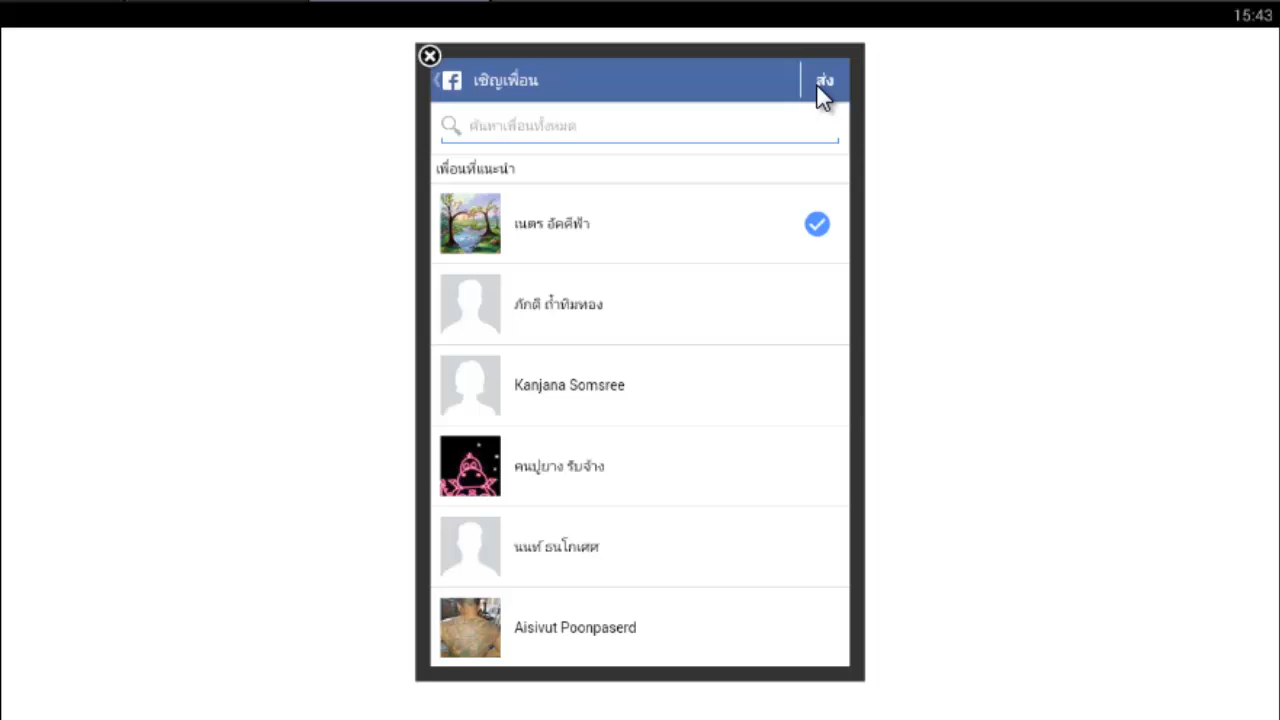 15:43
เชิญเพื่อน
ส่ง
ค้นหาเพื่อนทั้งหมด
เพื่อนที่แนะนำ
เนตร อัคคีฟ้า
ภักดี ถ้ำทิมทอง
Kanjana Somsree
คนปูยาง รับจ้าง
นนท์ ธนโกเศศ
Aisivut Poonpaserd